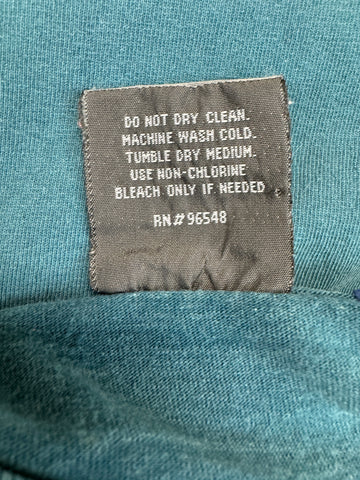 DO NOT DRY CLEAN.
MACHINE WASH COLD.
TUMBLE DRY MEDIUM.
USE NON-CHLORINE
BLEACH ONLY IF NEEDED
RN#96548